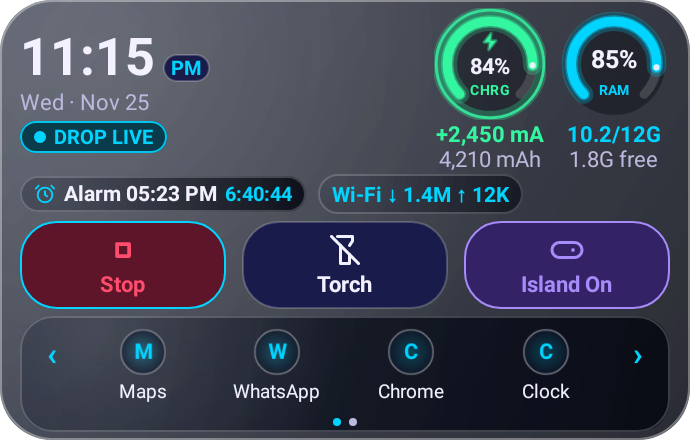 11:15 PM
Wed · Nov 25
DROP LIVE
84%
CHRG
+2,450 mA
4,210 mAh
85%
RAM
10.2/12G
1.8G free
Alarm 05:23 PM 6:40:44
Wi-Fi ↓ 1.4M ↑ 12K
Stop
Torch
Island On
‹
M
Maps
W
WhatsApp
C
Chrome
C
Clock
›